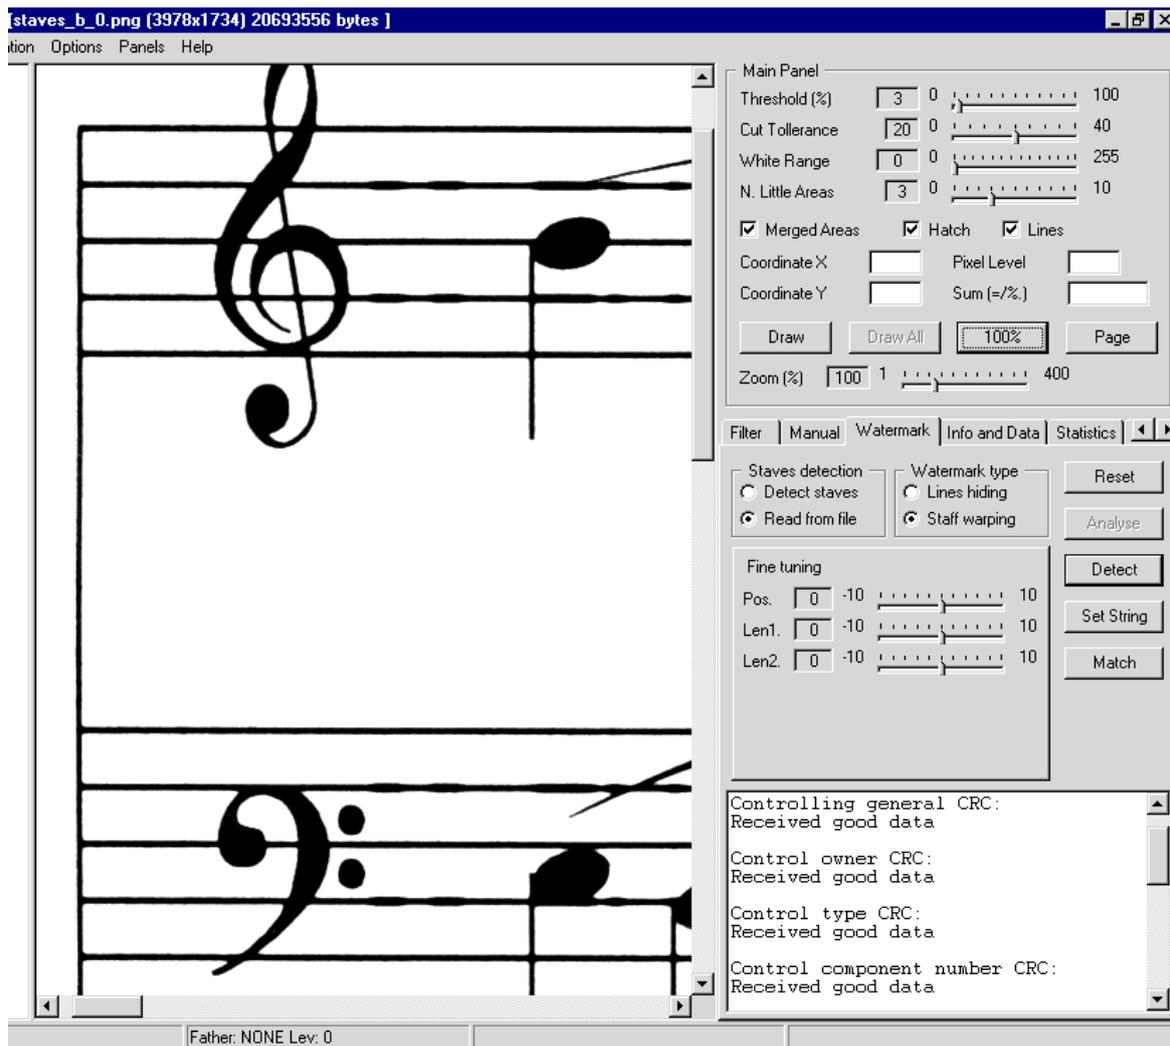 [staves_b_0.png (3978x1734) 20693556 bytes ]
Options Panels Help
Main Panel
Threshold (%) 3 0 100
Cut Tollerance 20 0 40
White Range 0 0 255
N. Little Areas 3 0 10
Merged Areas Hatch Lines
Coordinate X Pixel Level
Coordinate Y Sum (=/%.)
Draw Draw All 100% Page
Zoom (%) 100 1 400
Filter Manual Watermark Info and Data Statistics
Staves detection Watermark type Reset
Detect staves Lines hiding
Read from file Staff warping Analyse
Fine tuning Detect
Pos. 0 -10 10
Len1. 0 -10 10 Set String
Len2. 0 -10 10 Match
Controlling general CRC:
Received good data
Control owner CRC:
Received good data
Control type CRC:
Received good data
Control component number CRC:
Received good data
Father: NONE Lev: 0